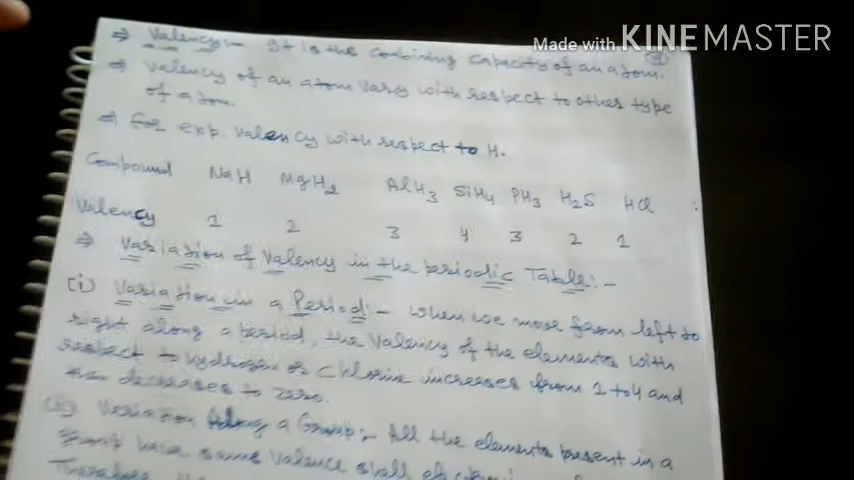 Made with KINEMASTER
⇒ Valency:- It is the combining capacity of an atom.
⇒ Valency of an atom vary with respect to other type
of atom.
⇒ for exp. valency with respect to H.
Compound NaH MgH2 AlH3 SiH4 PH3 H2S HCl
Valency 1 2 3 4 3 2 1
⇒ Variation of Valency in the periodic Table:-
(i) Variation in a Period:- When we move from left to
right along a period, the valency of the elements with
respect to hydrogen or chlorine increases from 1 to 4 and
decreases to zero.
(ii) Variation Along a Group:- All the elements present in a
have same valence shell
Therefore